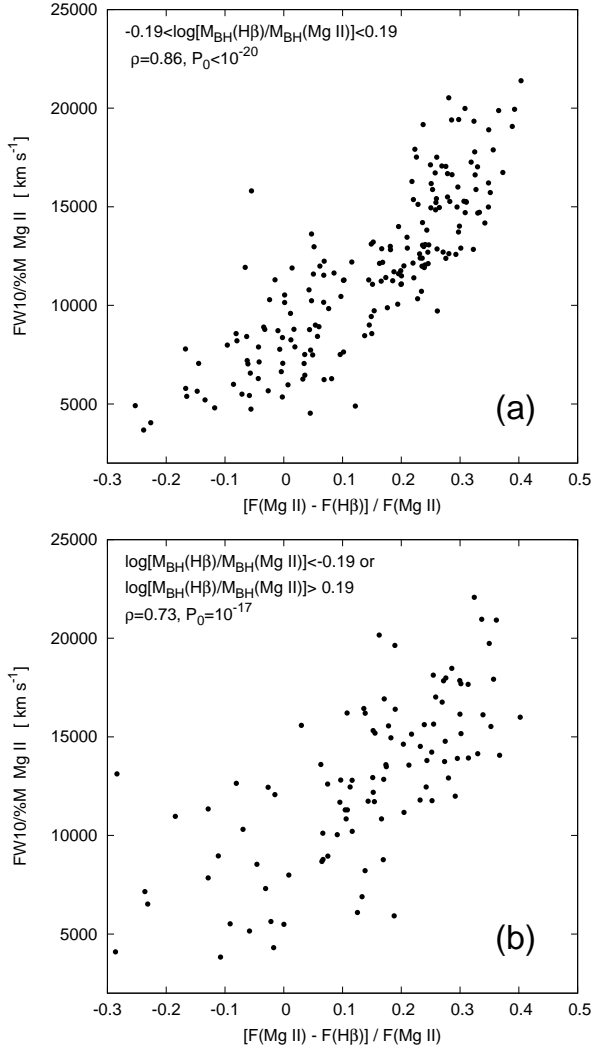 25000
-0.19<log[M_BH(Hβ)/M_BH(Mg II)]<0.19
ρ=0.86, P_0<10^-20
20000
15000
10000
5000
FW10/%M Mg II [ km s^-1]
(a)
-0.3 -0.2 -0.1 0 0.1 0.2 0.3 0.4 0.5
[F(Mg II) - F(Hβ)] / F(Mg II)
25000
log[M_BH(Hβ)/M_BH(Mg II)]<-0.19 or
log[M_BH(Hβ)/M_BH(Mg II)]> 0.19
ρ=0.73, P_0=10^-17
20000
15000
10000
5000
FW10/%M Mg II [ km s^-1]
(b)
-0.3 -0.2 -0.1 0 0.1 0.2 0.3 0.4 0.5
[F(Mg II) - F(Hβ)] / F(Mg II)